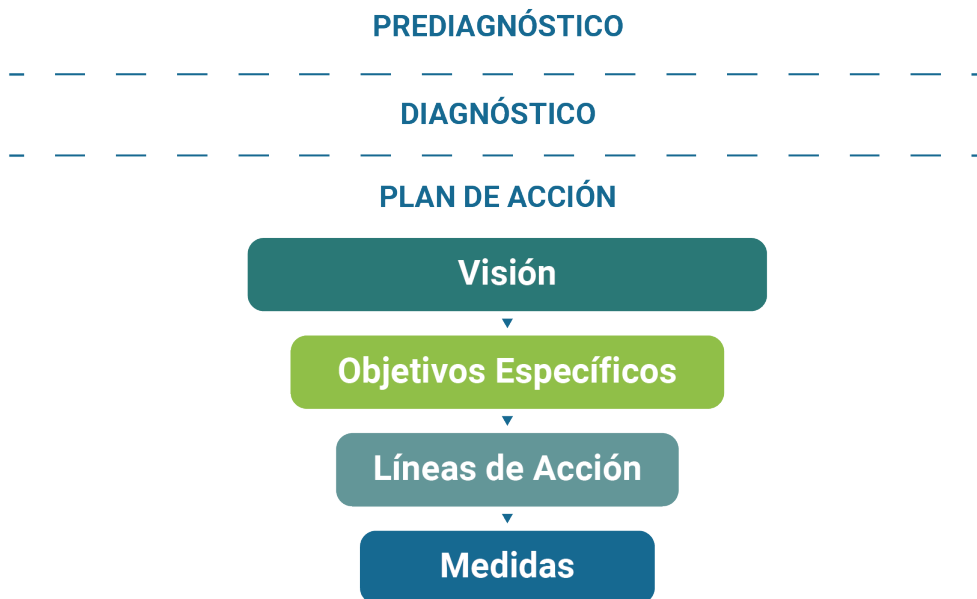 PREDIAGNÓSTICO
DIAGNÓSTICO
PLAN DE ACCIÓN
Visión
Objetivos Específicos
Líneas de Acción
Medidas